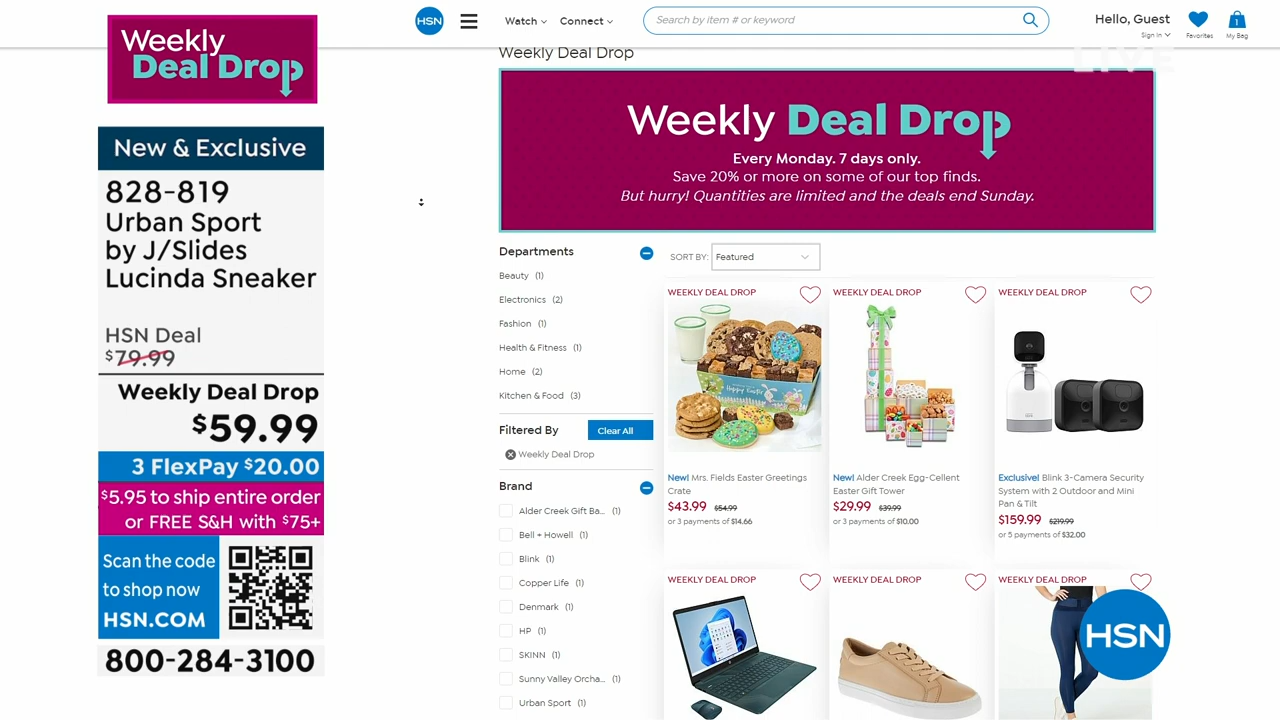 Weekly
Deal Drop
New & Exclusive
828-819
Urban Sport
by J/Slides
Lucinda Sneaker
HSN Deal
$79.99
Weekly Deal Drop
$59.99
3 FlexPay $20.00
$5.95 to ship entire order
or FREE S&H with $75+
Scan the code
to shop now
HSN.COM
800-284-3100
HSN
Watch
Connect
Search by item # or keyword
Hello, Guest
Sign in
Favorites
1
My Bag
LIVE
Weekly Deal Drop
Weekly Deal Drop
Every Monday. 7 days only.
Save 20% or more on some of our top finds.
But hurry! Quantities are limited and the deals end Sunday.
Departments
Beauty (1)
Electronics (2)
Fashion (1)
Health & Fitness (1)
Home (2)
Kitchen & Food (3)
Filtered By
Clear All
Weekly Deal Drop
Brand
Alder Creek Gift Ba... (1)
Bell + Howell (1)
Blink (1)
Copper Life (1)
Denmark (1)
HP (1)
SKINN (1)
Sunny Valley Orcha... (1)
Urban Sport (1)
SORT BY: Featured
WEEKLY DEAL DROP
Happy Easter
New! Mrs. Fields Easter Greetings
Crate
$43.99 $54.99
or 3 payments of $14.66
WEEKLY DEAL DROP
New! Alder Creek Egg-Cellent
Easter Gift Tower
$29.99 $39.99
or 3 payments of $10.00
WEEKLY DEAL DROP
Exclusive! Blink 3-Camera Security
System with 2 Outdoor and Mini
Pan & Tilt
$159.99 $219.99
or 5 payments of $32.00
WEEKLY DEAL DROP
WEEKLY DEAL DROP
WEEKLY DEAL DROP
HSN